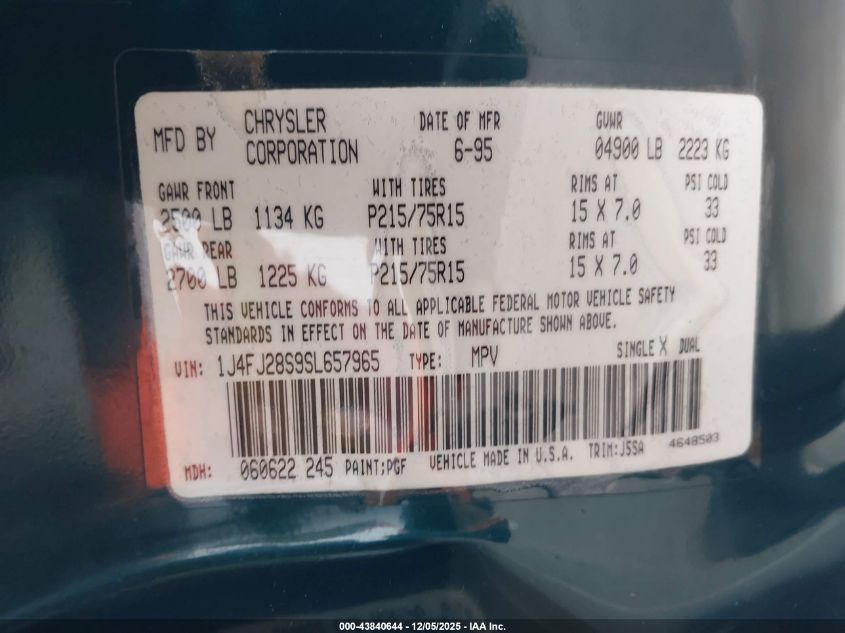 MFD BY CHRYSLER CORPORATION DATE OF MFR 6-95 GVWR 04900 LB 2223 KG
GAWR FRONT WITH TIRES RIMS AT PSI COLD
2500 LB 1134 KG P215/75R15 15 X 7.0 33
GAWR REAR WITH TIRES RIMS AT PSI COLD
2700 LB 1225 KG P215/75R15 15 X 7.0 33
THIS VEHICLE CONFORMS TO ALL APPLICABLE FEDERAL MOTOR VEHICLE SAFETY
STANDARDS IN EFFECT ON THE DATE OF MANUFACTURE SHOWN ABOVE.
VIN: 1J4FJ28S9SL657965 TYPE: MPV SINGLE X DUAL
MDH: 060622 245 PAINT;PGF VEHICLE MADE IN U.S.A. TRIM:J5SA 4648503
000-43840644 - 12/05/2025 - IAA Inc.